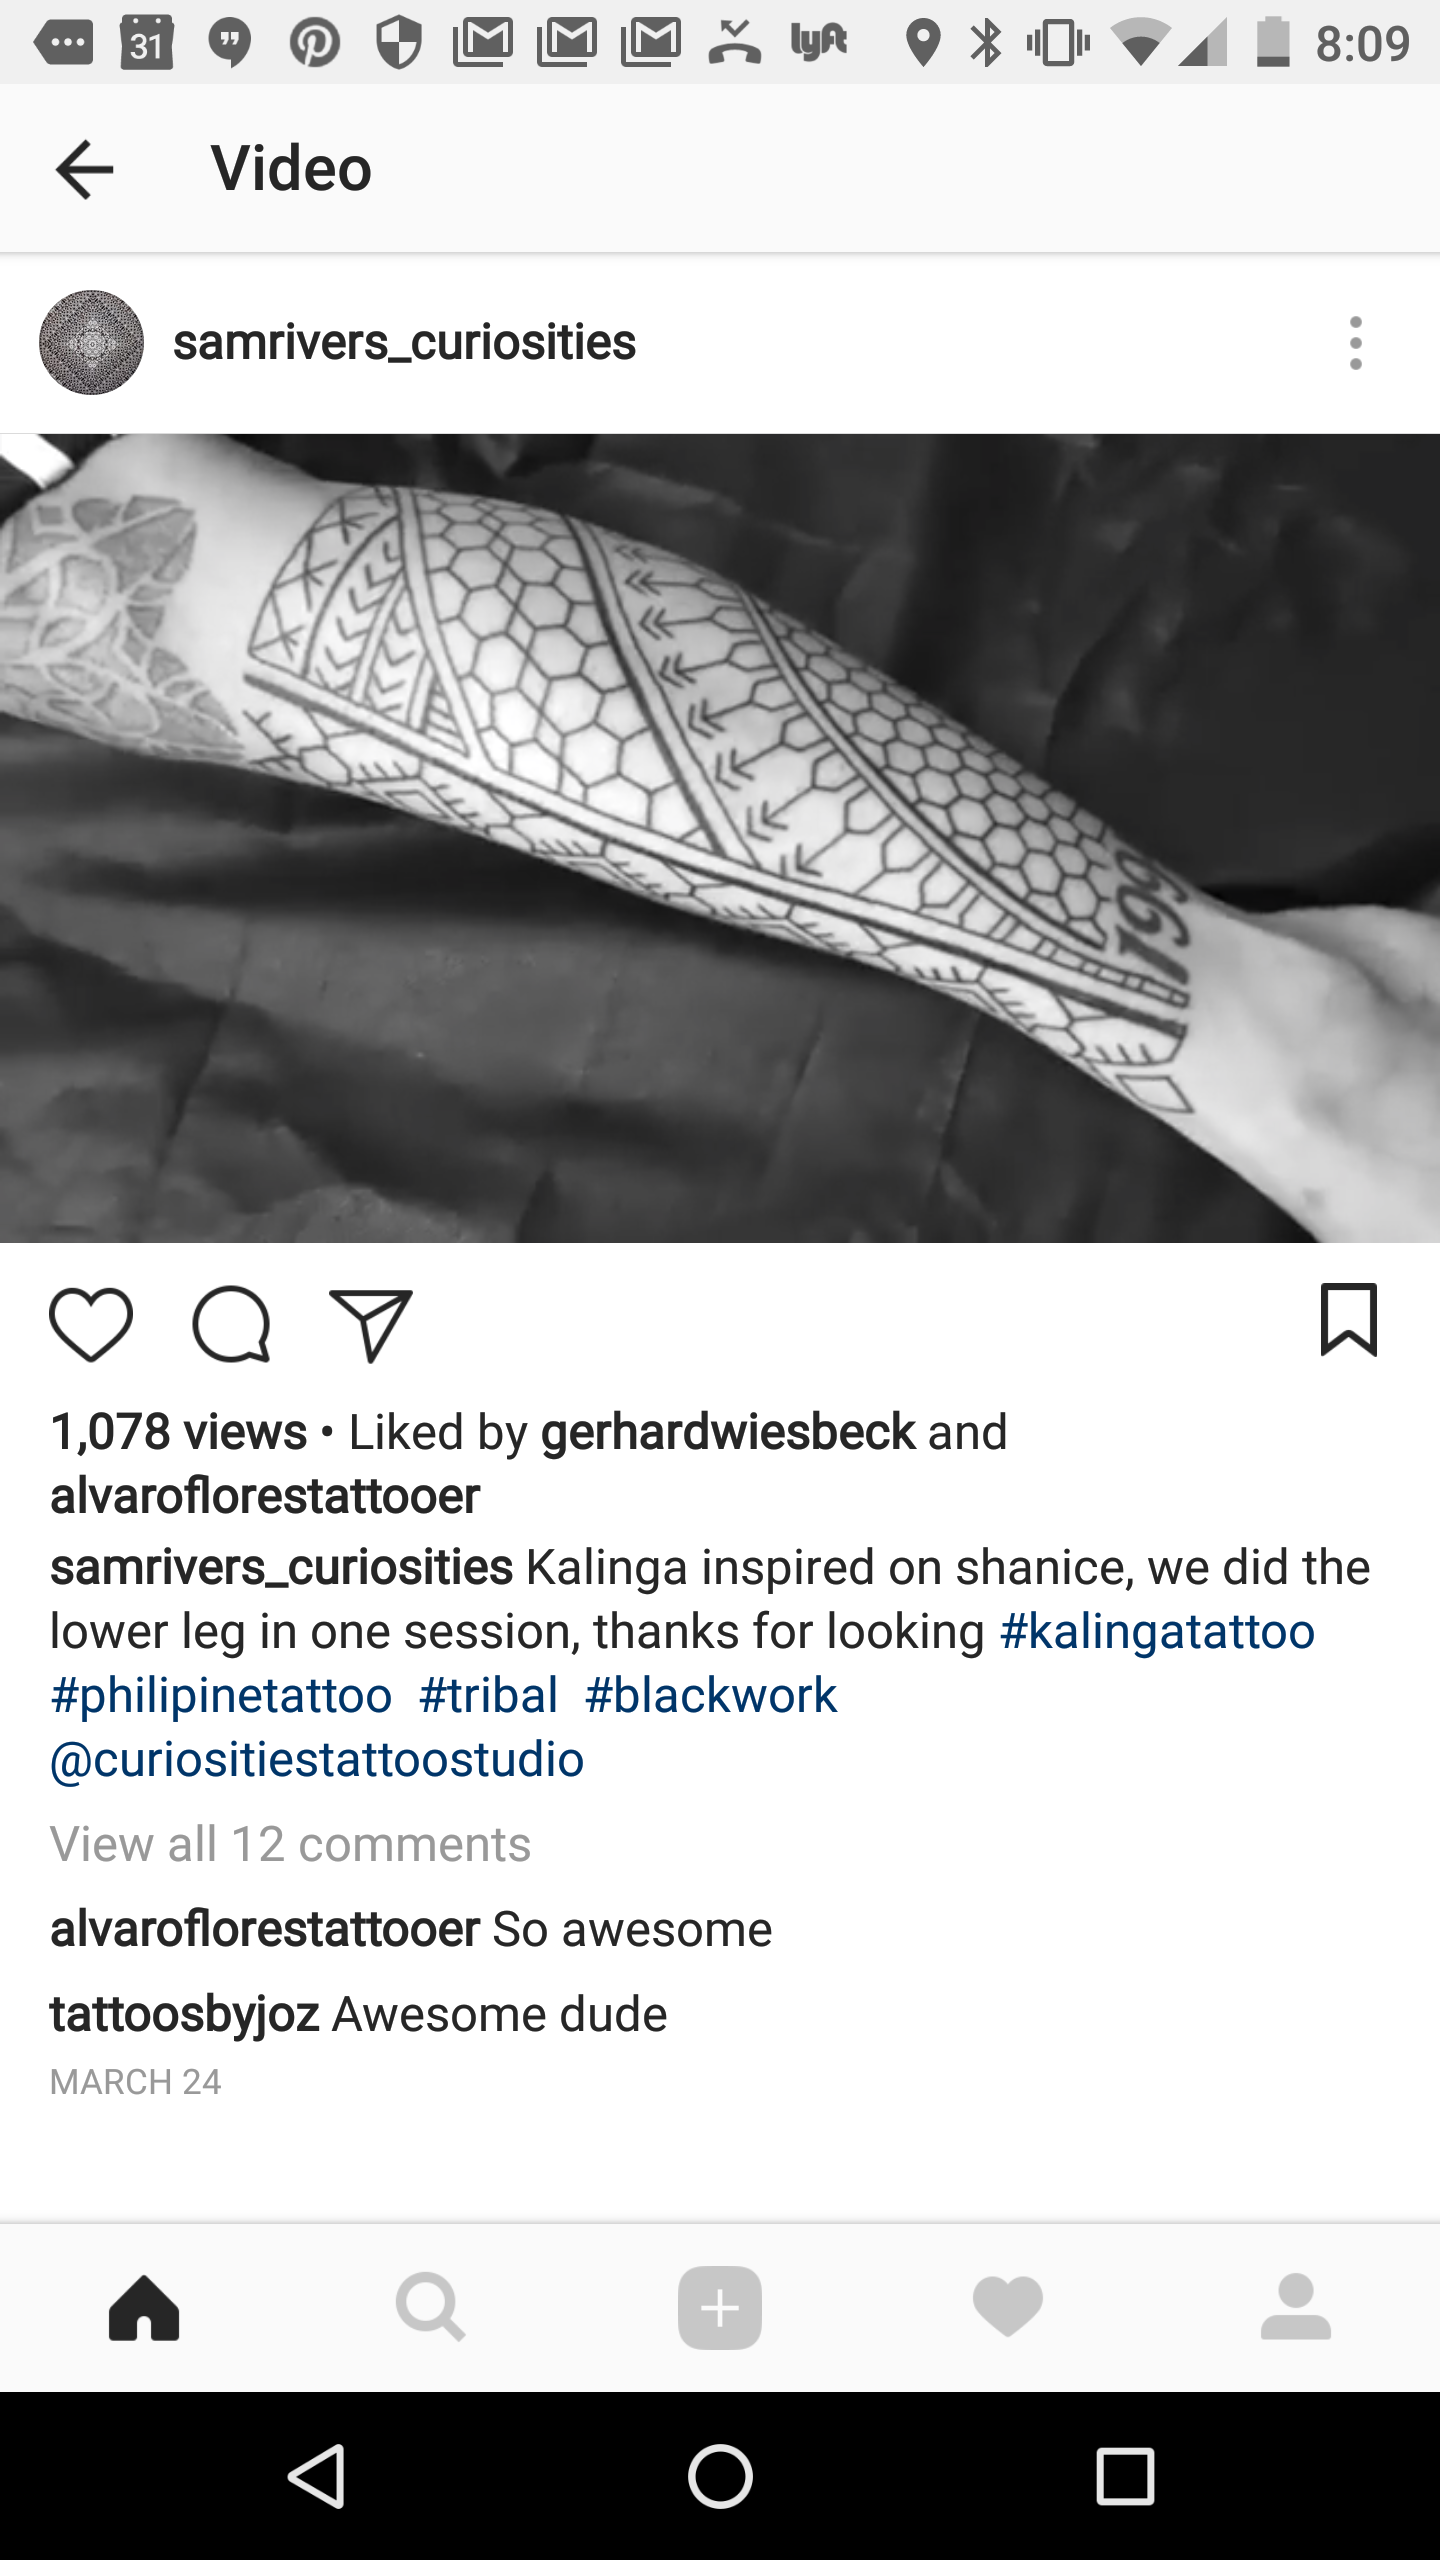 31
lyft
8:09
Video
samrivers_curiosities
1,078 views • Liked by gerhardwiesbeck and
alvaroflorestattooer
samrivers_curiosities Kalinga inspired on shanice, we did the
lower leg in one session, thanks for looking #kalingatattoo
#philipinetattoo #tribal #blackwork
@curiositiestattoostudio
View all 12 comments
alvaroflorestattooer So awesome
tattoosbyjoz Awesome dude
MARCH 24